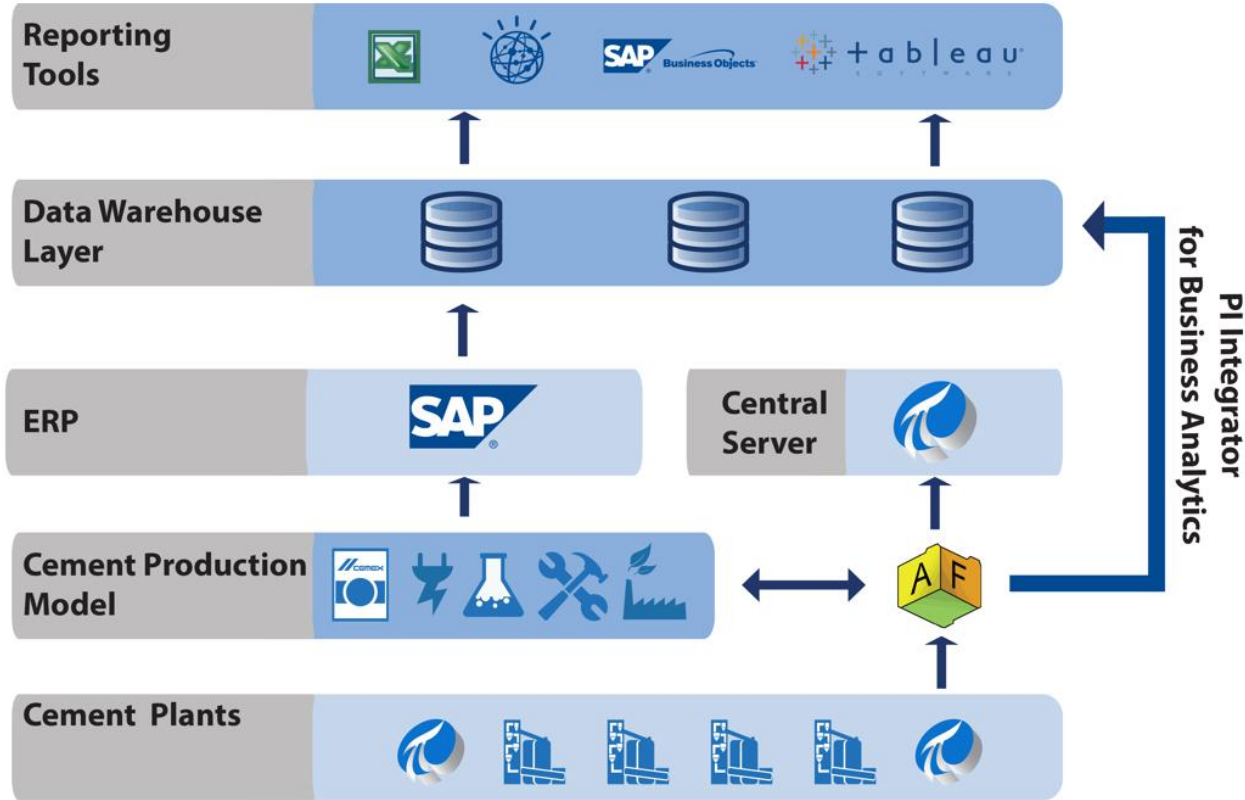 Reporting
Tools
SAP
Business Objects
+ a b l e a u
S O F T W A R E
Data Warehouse
Layer
PI Integrator
for Business Analytics
ERP
SAP
Central
Server
Cement Production
Model
CEMEX
A F
Cement Plants